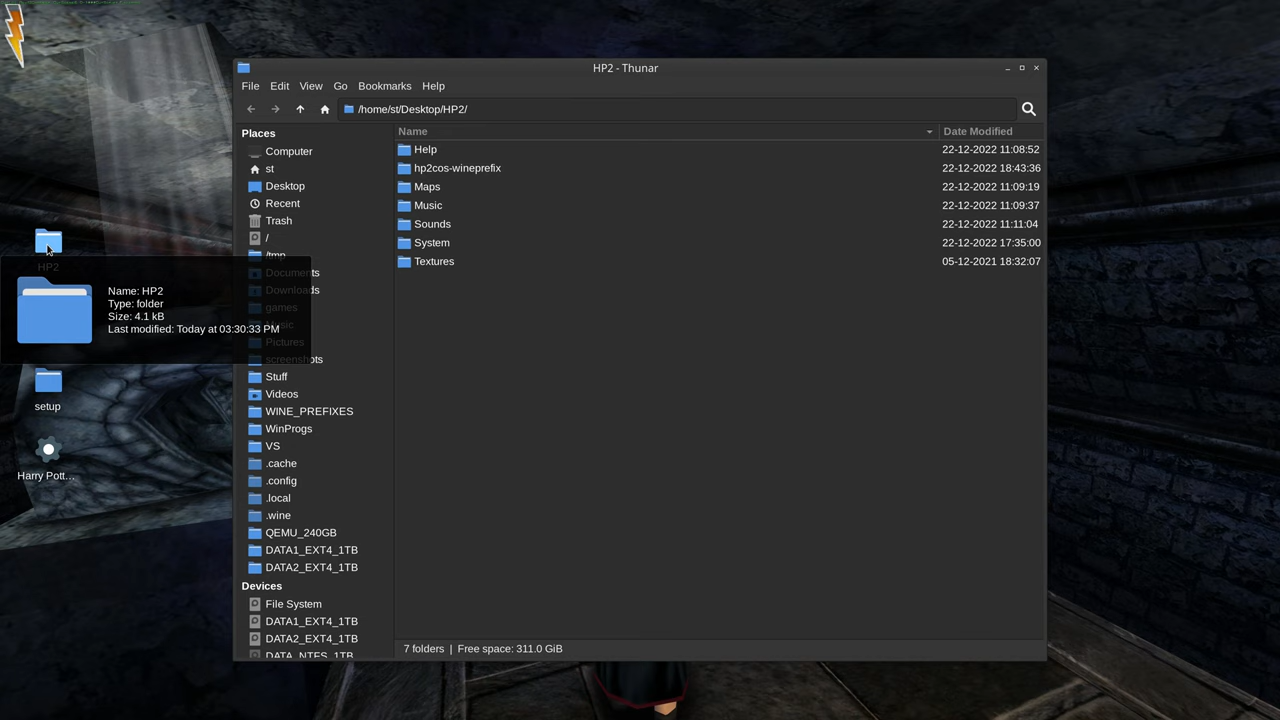 HP2 - Thunar
File Edit View Go Bookmarks Help
/home/st/Desktop/HP2/
Places
Computer
st
Desktop
Recent
Trash
/
/tmp
Documents
Downloads
games
Music
Pictures
screenshots
Stuff
Videos
WINE_PREFIXES
WinProgs
VS
.cache
.config
.local
.wine
QEMU_240GB
DATA1_EXT4_1TB
DATA2_EXT4_1TB
Devices
File System
DATA1_EXT4_1TB
DATA2_EXT4_1TB
DATA_NTFS_1TB
Name Date Modified
Help 22-12-2022 11:08:52
hp2cos-wineprefix 22-12-2022 18:43:36
Maps 22-12-2022 11:09:19
Music 22-12-2022 11:09:37
Sounds 22-12-2022 11:11:04
System 22-12-2022 17:35:00
Textures 05-12-2021 18:32:07
7 folders | Free space: 311.0 GiB
HP2
Name: HP2
Type: folder
Size: 4.1 kB
Last modified: Today at 03:30:33 PM
setup
Harry Pott...